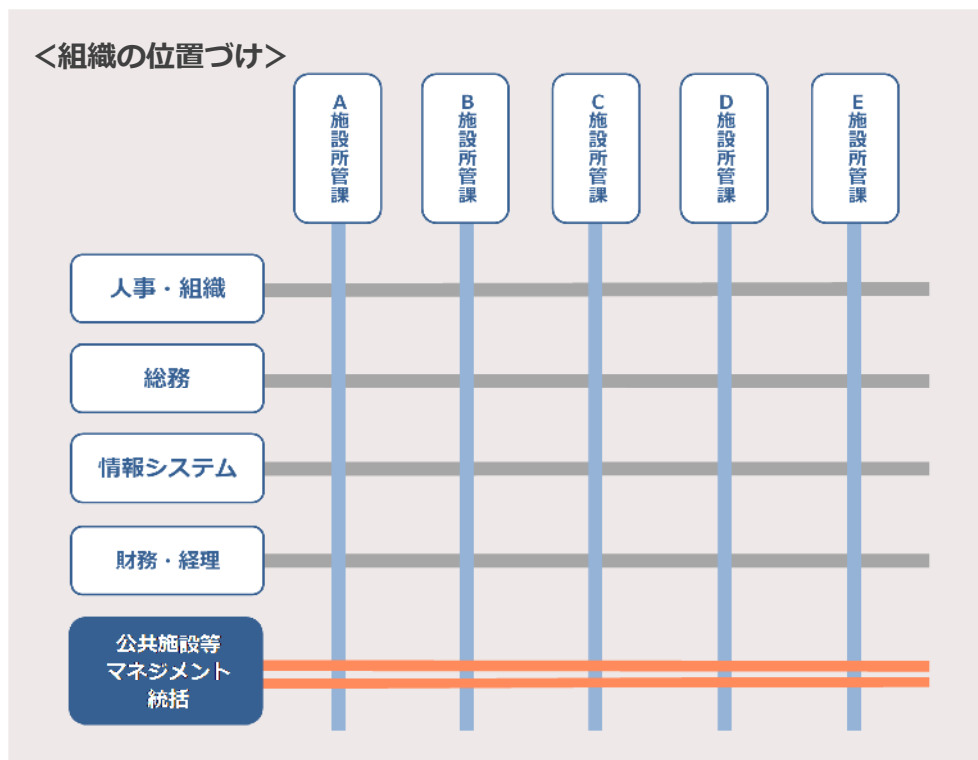 ＜組織の位置づけ＞
A施設所管課
B施設所管課
C施設所管課
D施設所管課
E施設所管課
人事・組織
総務
情報システム
財務・経理
公共施設等
マネジメント
統括